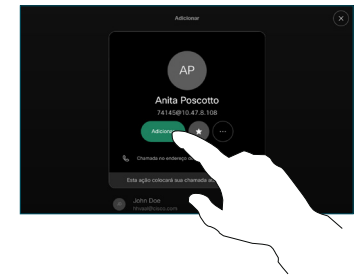 Adicionar
AP
Anita Poscotto
74145@10.47.8.108
Adicionar
Chamada no endereço
Esta ação colocará sua chamada
John Doe